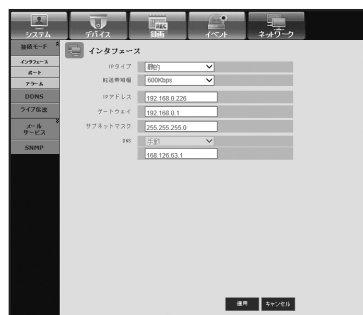 システム デバイス 録画 イベント ネットワーク
REC
接続モード
インタフェース
ポート
アラーム
DDNS
ライブ伝送
メール
サービス
SNMP
インタフェース
IPタイプ 静的
転送帯域幅 600Kbps
IPアドレス 192.168.0.226
ゲートウェイ 192.168.0.1
サブネットマスク 255.255.255.0
DNS 手動
168.126.63.1
適用 キャンセル